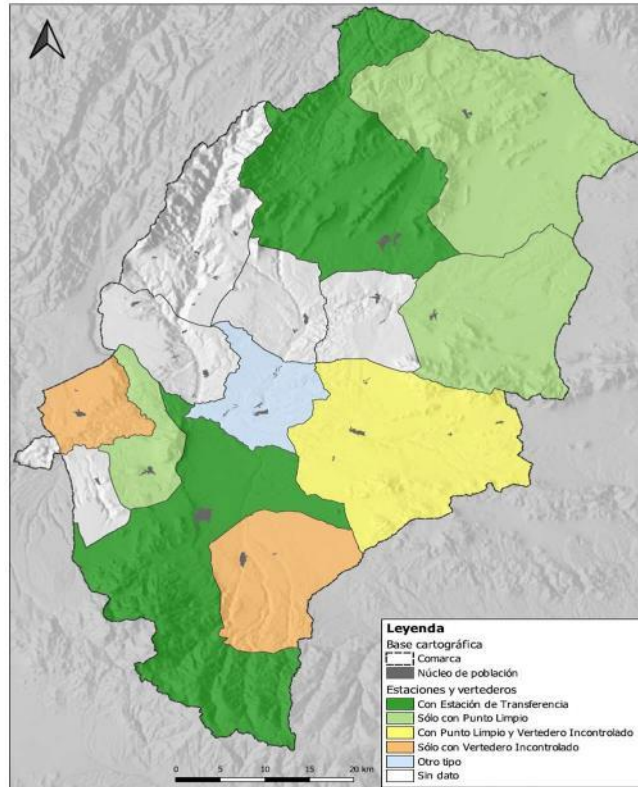 Leyenda
Base cartográfica
Comarca
Núcleo de población
Estaciones y vertederos
Con Estación de Transferencia
Sólo con Punto Limpio
Con Punto Limpio y Vertedero Incontrolado
Sólo con Vertedero Incontrolado
Otro tipo
Sin dato
0 5 10 15 20 km